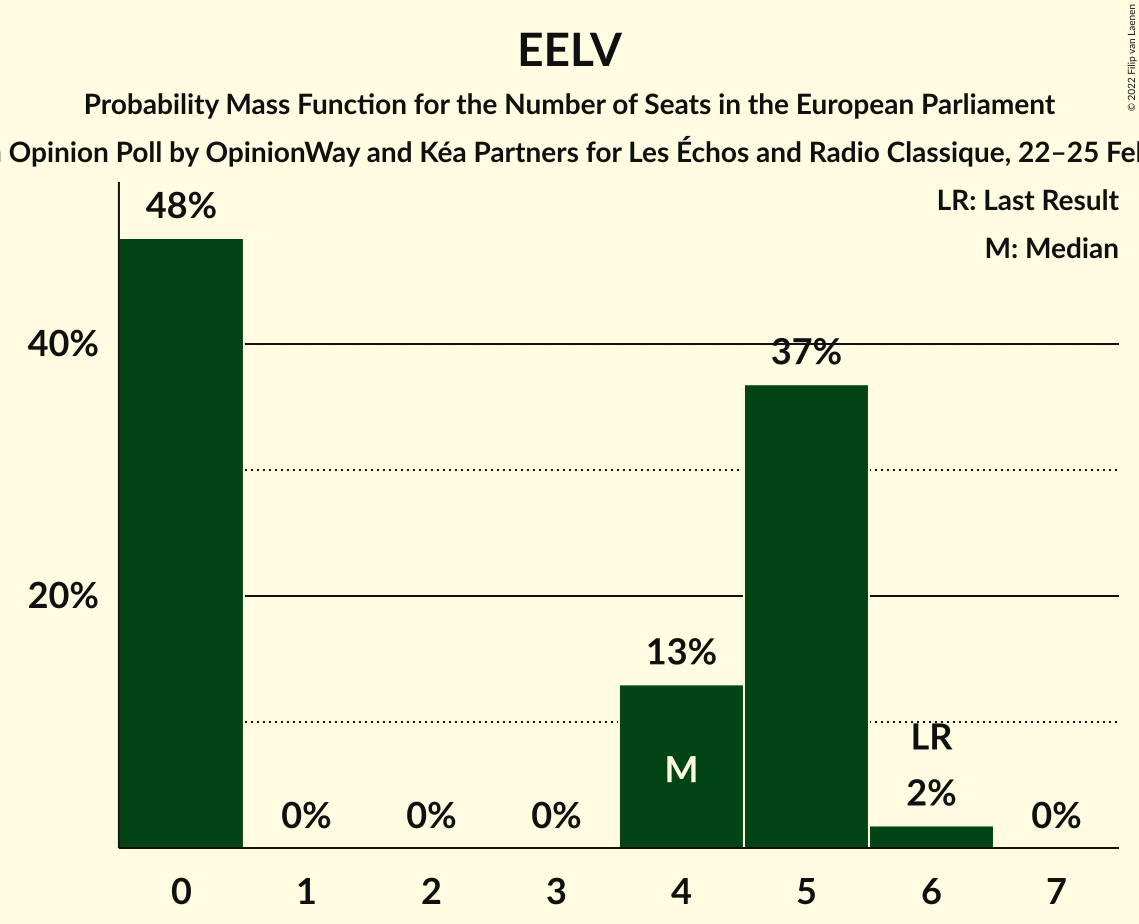 EELV
Probability Mass Function for the Number of Seats in the European Parliament
Opinion Poll by OpinionWay and Kéa Partners for Les Échos and Radio Classique, 22–25
© 2022 Filip van Laenen
LR: Last Result
M: Median
48%
40%
37%
20%
13%
M
LR
2%
0%
0%
0%
0%
0 1 2 3 4 5 6 7